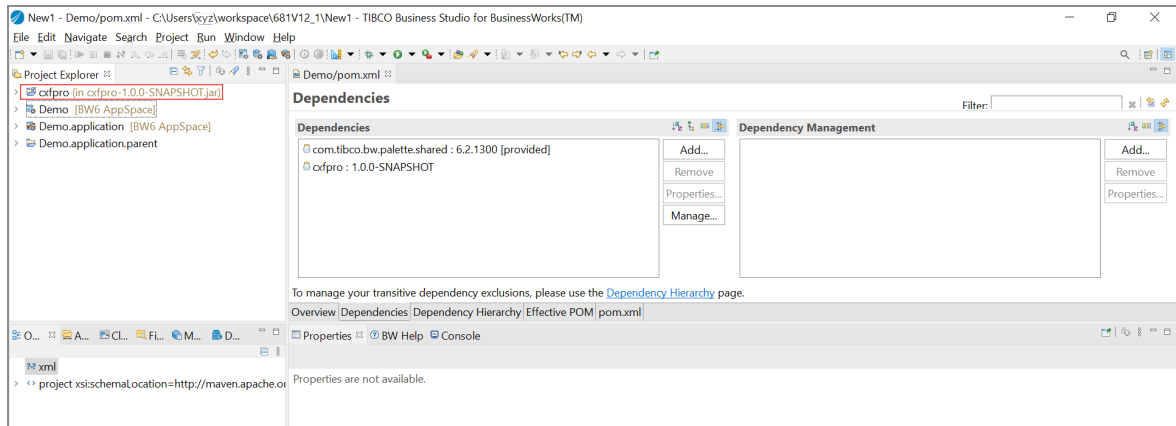 New1 - Demo/pom.xml - C:\Users\xyz\workspace\681V12_1\New1 - TIBCO Business Studio for BusinessWorks(TM)
File Edit Navigate Search Project Run Window Help
Project Explorer
Demo/pom.xml
cxfpro (in cxfpro-1.0.0-SNAPSHOT.jar)
Demo [BW6 AppSpace]
Demo.application [BW6 AppSpace]
Demo.application.parent
Dependencies
Filter:
Dependencies
com.tibco.bw.palette.shared : 6.2.1300 [provided]
cxfpro : 1.0.0-SNAPSHOT
Add...
Remove
Properties...
Manage...
Dependency Management
Add...
Remove
Properties...
To manage your transitive dependency exclusions, please use the Dependency Hierarchy page.
Overview Dependencies Dependency Hierarchy Effective POM pom.xml
O... A... Cl... Fi... M... D...
Properties BW Help Console
?=? xml
project xsi:schemaLocation=http://maven.apache.or
Properties are not available.